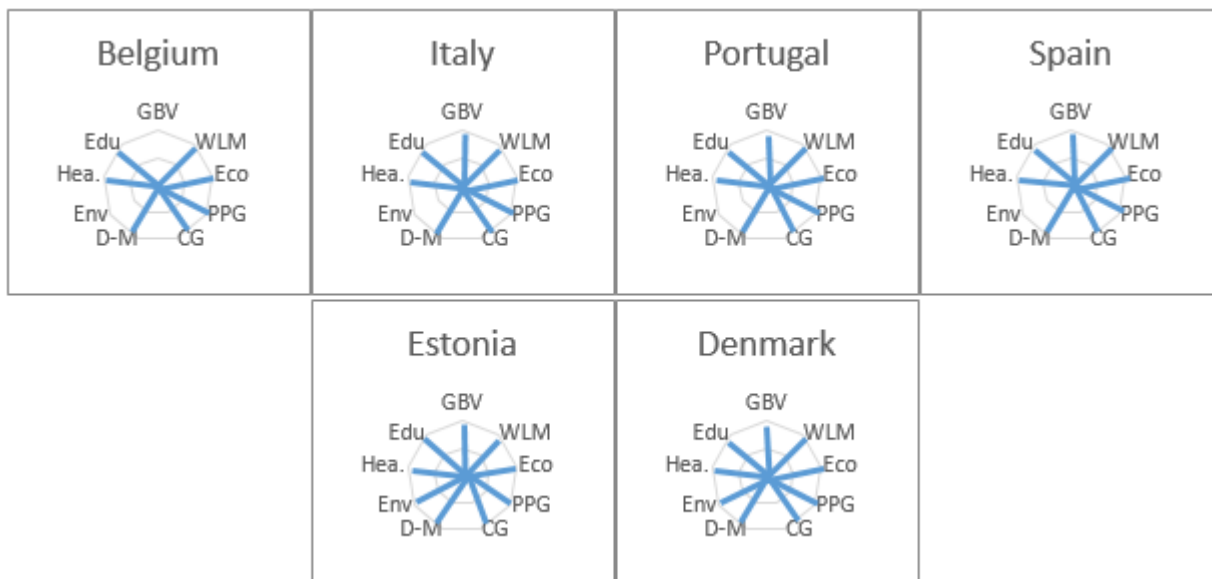 Belgium
GBV
Edu
WLM
Hea.
Eco
Env
PPG
D-M
CG
Italy
GBV
Edu
WLM
Hea.
Eco
Env
PPG
D-M
CG
Portugal
GBV
Edu
WLM
Hea.
Eco
Env
PPG
D-M
CG
Spain
GBV
Edu
WLM
Hea.
Eco
Env
PPG
D-M
CG
Estonia
GBV
Edu
WLM
Hea.
Eco
Env
PPG
D-M
CG
Denmark
GBV
Edu
WLM
Hea.
Eco
Env
PPG
D-M
CG